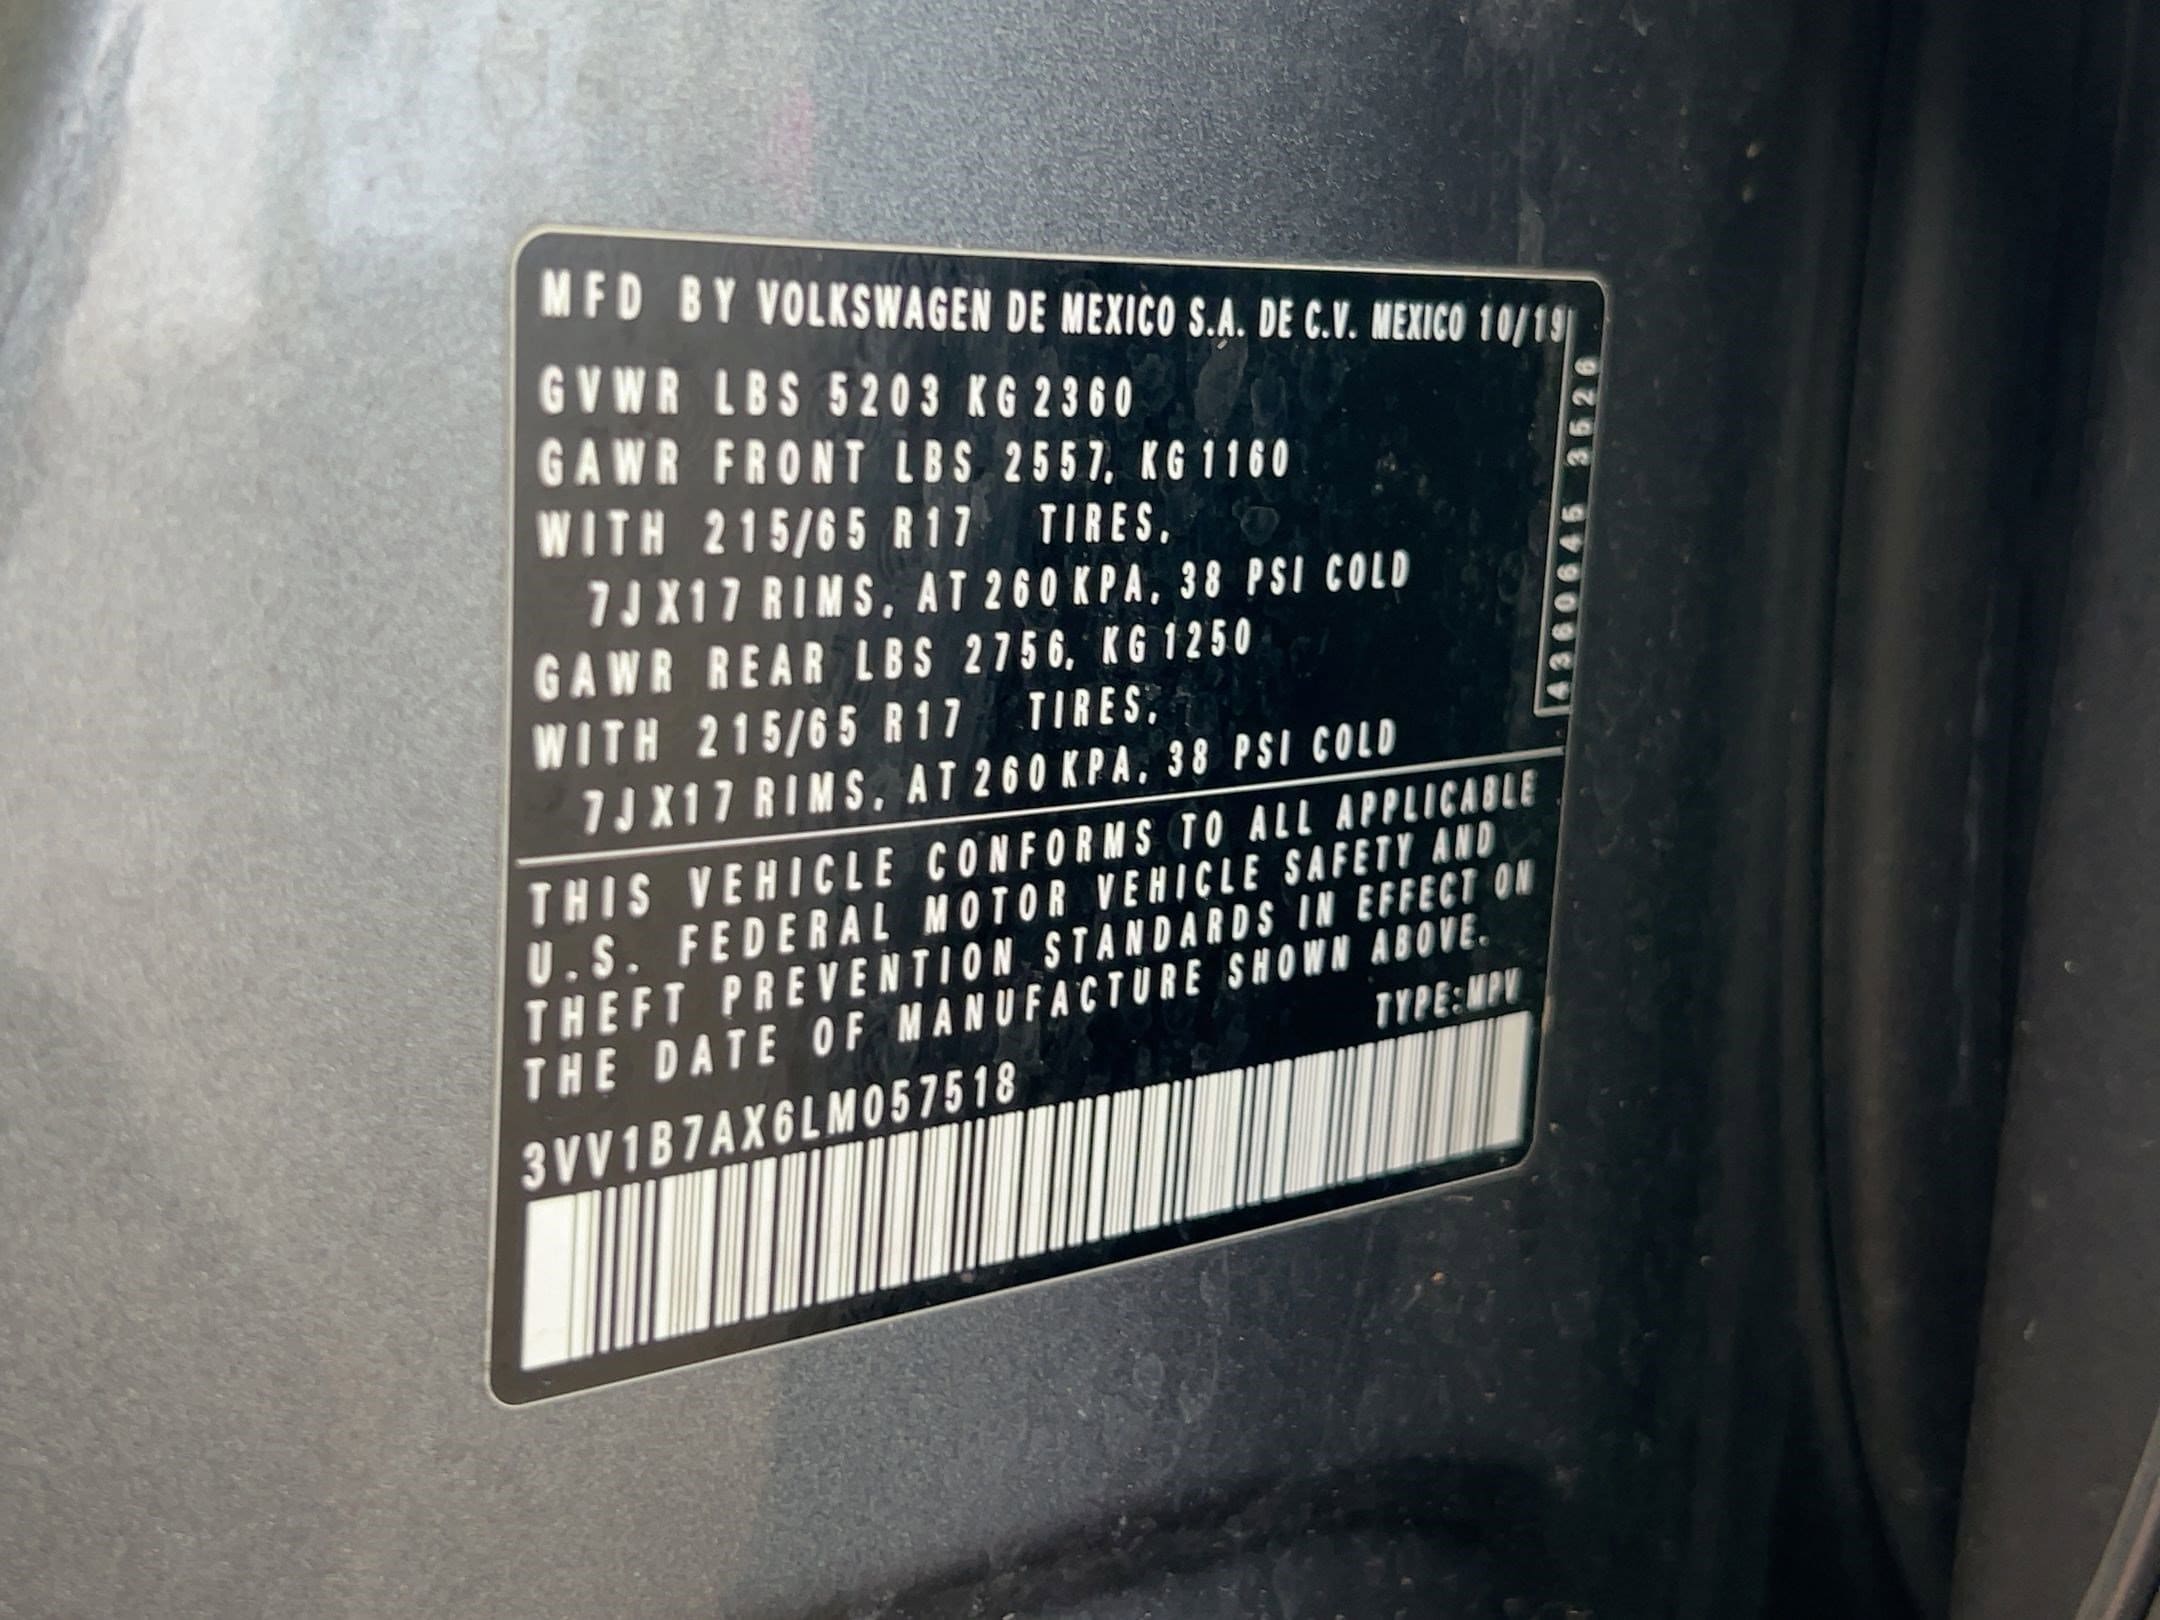 MFD BY VOLKSWAGEN DE MEXICO S.A. DE C.V. MEXICO 10/19
GVWR LBS 5203 KG 2360
GAWR FRONT LBS 2557, KG 1160
WITH 215/65 R17 TIRES,
7JX17 RIMS, AT 260 KPA, 38 PSI COLD
GAWR REAR LBS 2756, KG 1250
WITH 215/65 R17 TIRES,
7JX17 RIMS, AT 260 KPA, 38 PSI COLD
4360645 3526
THIS VEHICLE CONFORMS TO ALL APPLICABLE
U.S. FEDERAL MOTOR VEHICLE SAFETY AND
THEFT PREVENTION STANDARDS IN EFFECT ON
THE DATE OF MANUFACTURE SHOWN ABOVE.
TYPE:MPV
3VV1B7AX6LM057518